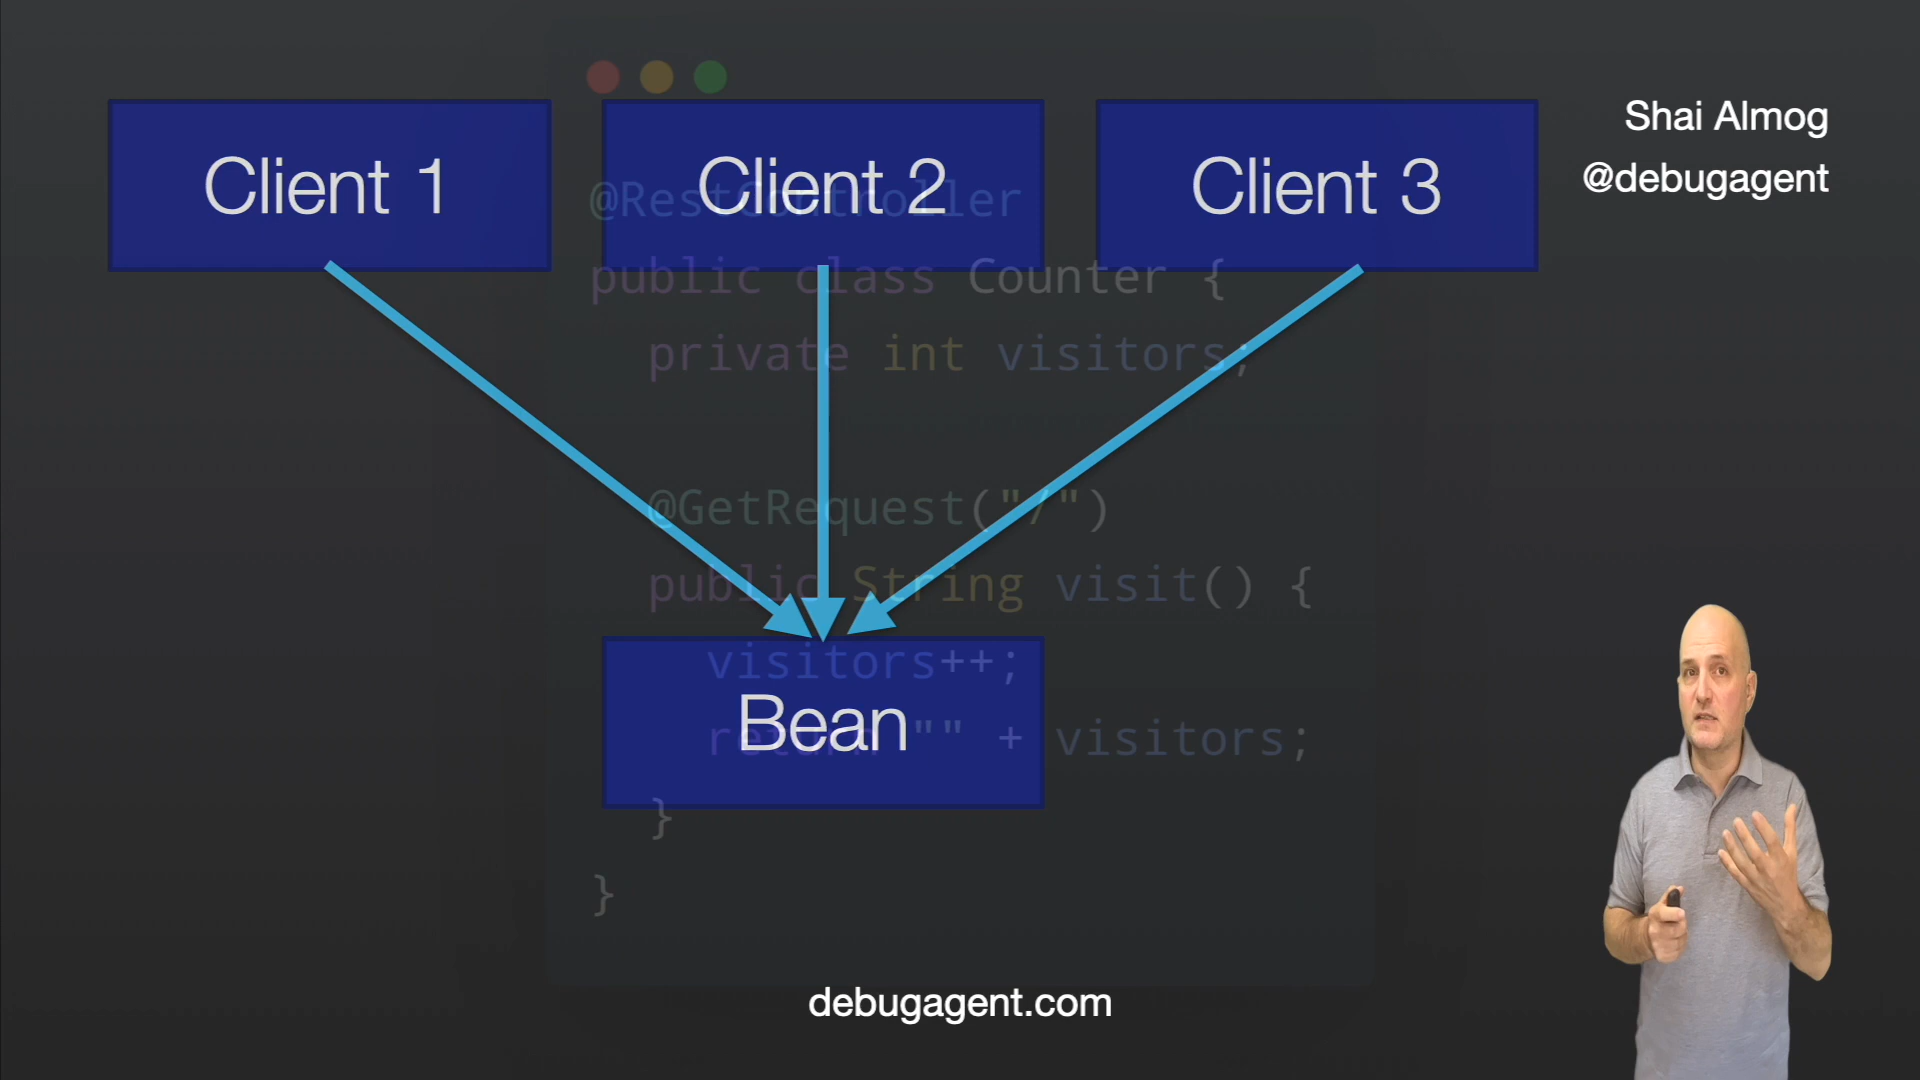 Client 1
Client 2
Client 3
Shai Almog
@debugagent
@RestController
public class Counter {
private int visitors;
@GetRequest("/")
public String visit() {
visitors++;
Bean
return "" + visitors;
}
}
debugagent.com